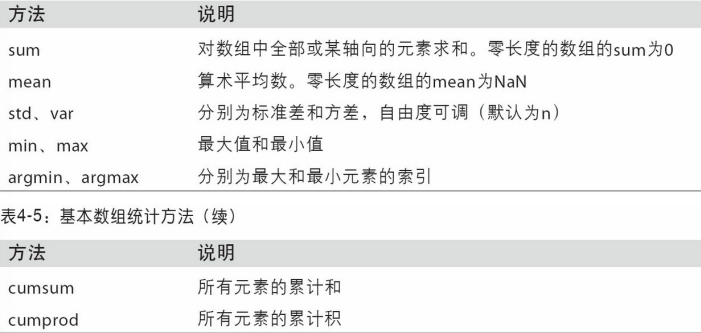 方法 说明
sum 对数组中全部或某轴向的元素求和。零长度的数组的sum为0
mean 算术平均数。零长度的数组的mean为NaN
std、var 分别为标准差和方差，自由度可调（默认为n）
min、max 最大值和最小值
argmin、argmax 分别为最大和最小元素的索引
表4-5：基本数组统计方法（续）
方法 说明
cumsum 所有元素的累计和
cumprod 所有元素的累计积